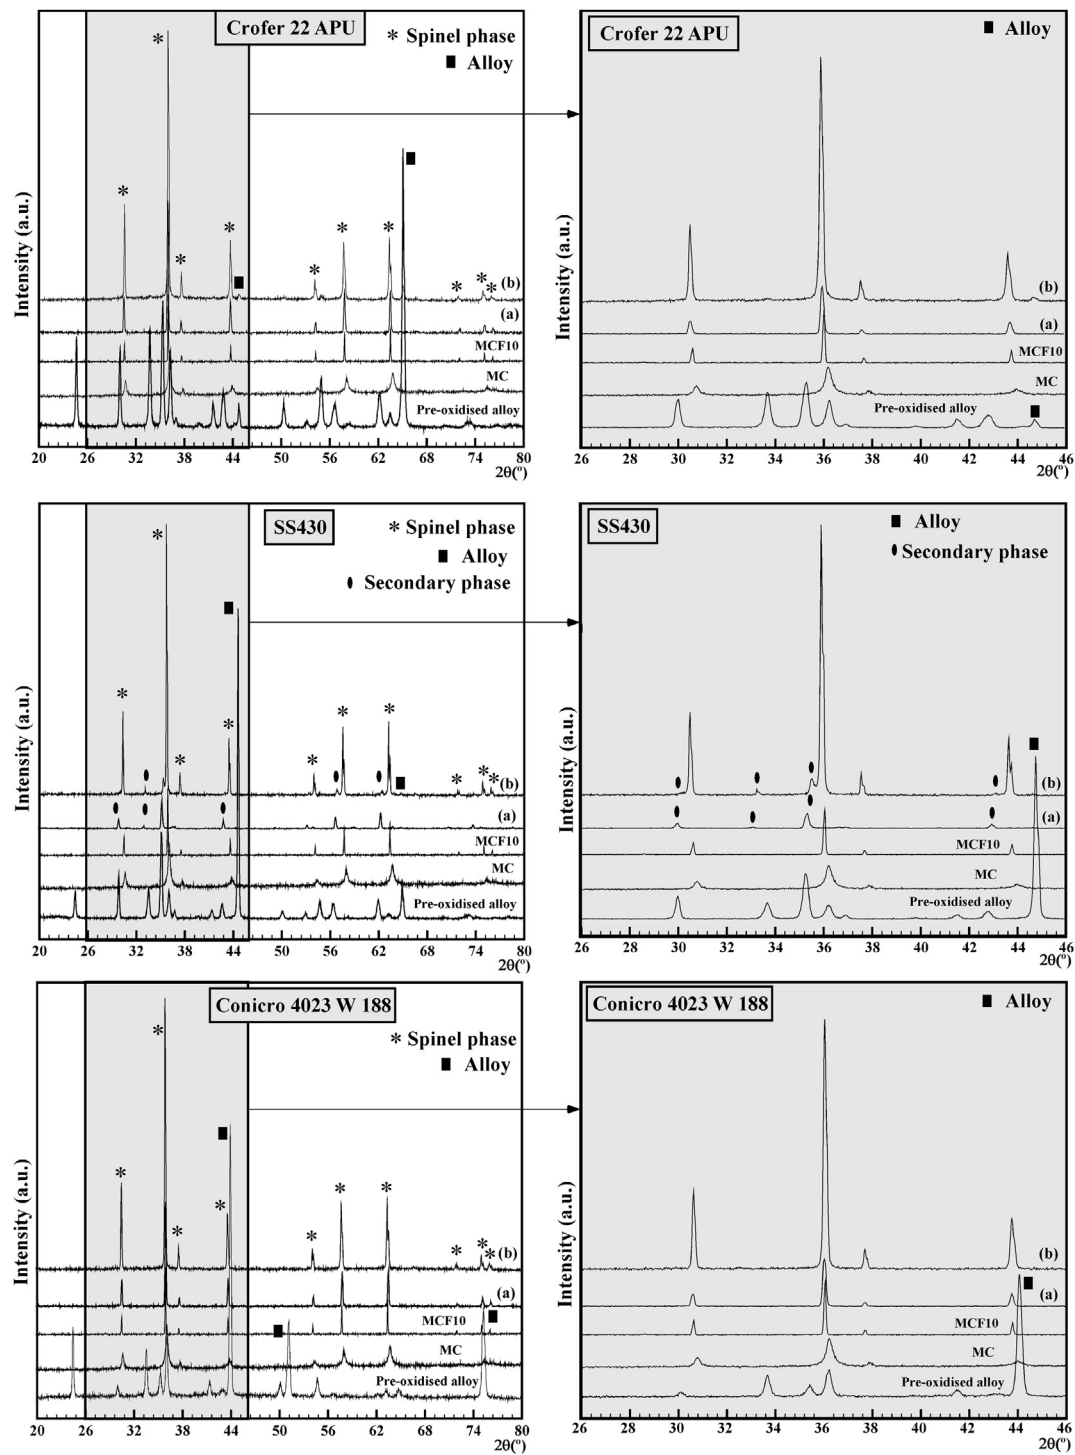 Crofer 22 APU
* Spinel phase
■ Alloy
Intensity (a.u.)
(b)
(a)
MCF10
MC
Pre-oxidised alloy
20 26 32 38 44 50 56 62 68 74 80
2θ(º)
Crofer 22 APU
■ Alloy
Intensity (a.u.)
(b)
(a)
MCF10
MC
Pre-oxidised alloy
26 28 30 32 34 36 38 40 42 44 46
2θ(º)
SS430
* Spinel phase
■ Alloy
Secondary phase
Intensity (a.u.)
(b)
(a)
MCF10
MC
Pre-oxidised alloy
20 26 32 38 44 50 56 62 68 74 80
2θ(º)
SS430
■ Alloy
Secondary phase
Intensity (a.u.)
(b)
(a)
MCF10
MC
Pre-oxidised alloy
26 28 30 32 34 36 38 40 42 44 46
2θ(º)
Conicro 4023 W 188
* Spinel phase
■ Alloy
Intensity (a.u.)
(b)
(a)
MCF10
MC
Pre-oxidised alloy
20 26 32 38 44 50 56 62 68 74 80
2θ(º)
Conicro 4023 W 188
■ Alloy
Intensity (a.u.)
(b)
(a)
MCF10
MC
Pre-oxidised alloy
26 28 30 32 34 36 38 40 42 44 46
2θ(º)